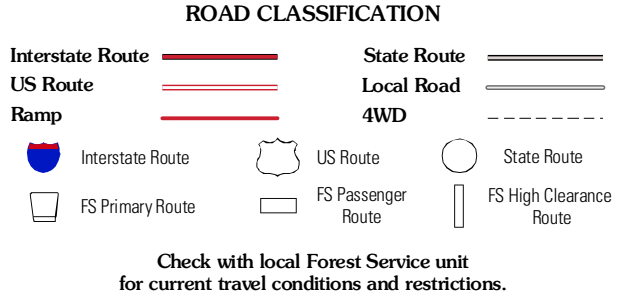 ROAD CLASSIFICATION
Interstate Route
State Route
US Route
Local Road
Ramp
4WD
Interstate Route
US Route
State Route
FS Primary Route
FS Passenger
Route
FS High Clearance
Route
Check with local Forest Service unit
for current travel conditions and restrictions.